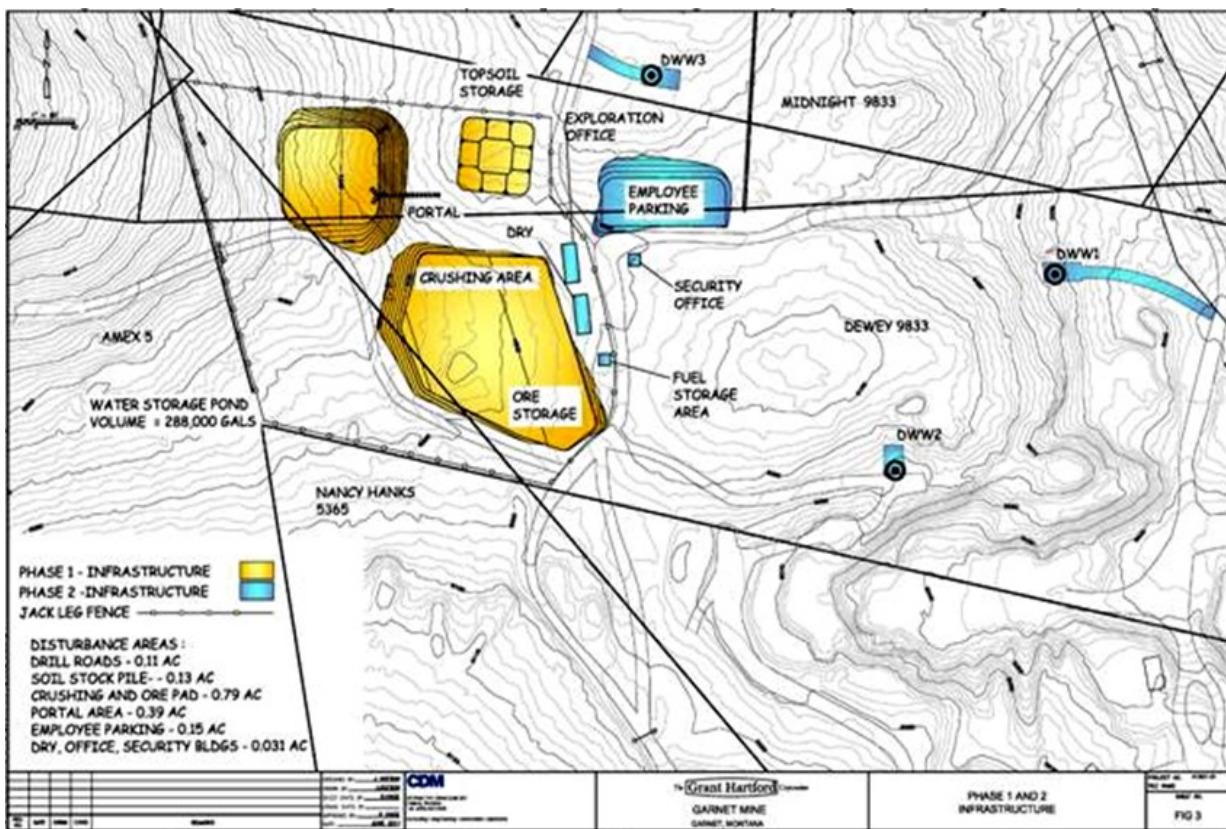 DWW3
TOPSOIL
STORAGE
MIDNIGHT 9833
EXPLORATION
OFFICE
EMPLOYEE
PARKING
PORTAL
DRY
DWW1
CRUSHING AREA
SECURITY
OFFICE
DEWEY 9833
AMEX 5
FUEL
STORAGE
AREA
ORE
STORAGE
WATER STORAGE POND
VOLUME = 288,000 GALS
DWW2
NANCY HANKS
5365
PHASE 1 - INFRASTRUCTURE
PHASE 2 -INFRASTRUCTURE
JACK LEG FENCE
DISTURBANCE AREAS :
DRILL ROADS - 0.11 AC
SOIL STOCK PILE- - 0.13 AC
CRUSHING AND ORE PAD - 0.79 AC
PORTAL AREA - 0.39 AC
EMPLOYEE PARKING - 0.15 AC
DRY, OFFICE, SECURITY BLDGS - 0.031 AC
CDM
The Grant Hartford Corporation
GARNET MINE
GARNET, MONTANA
PHASE 1 AND 2
INFRASTRUCTURE
FIG 3